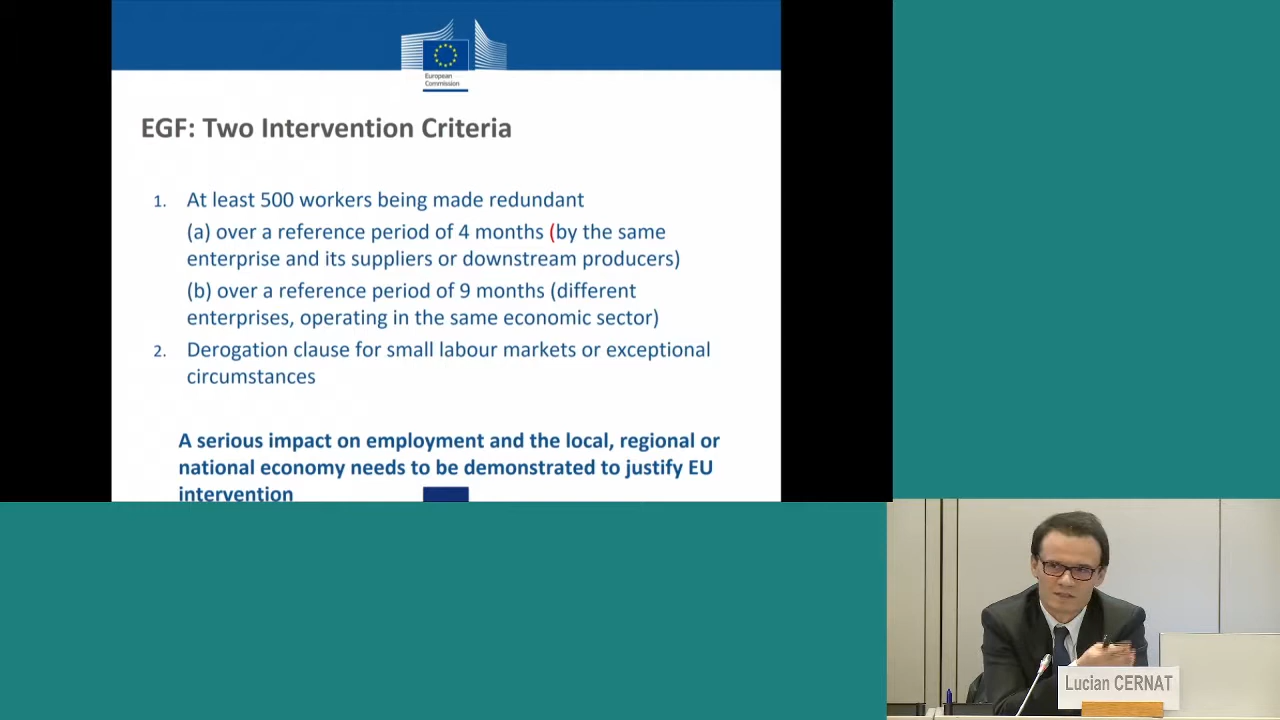 European
Commission
EGF: Two Intervention Criteria
1. At least 500 workers being made redundant
(a) over a reference period of 4 months (by the same
enterprise and its suppliers or downstream producers)
(b) over a reference period of 9 months (different
enterprises, operating in the same economic sector)
2. Derogation clause for small labour markets or exceptional
circumstances
A serious impact on employment and the local, regional or
national economy needs to be demonstrated to justify EU
intervention
Lucian CERNAT